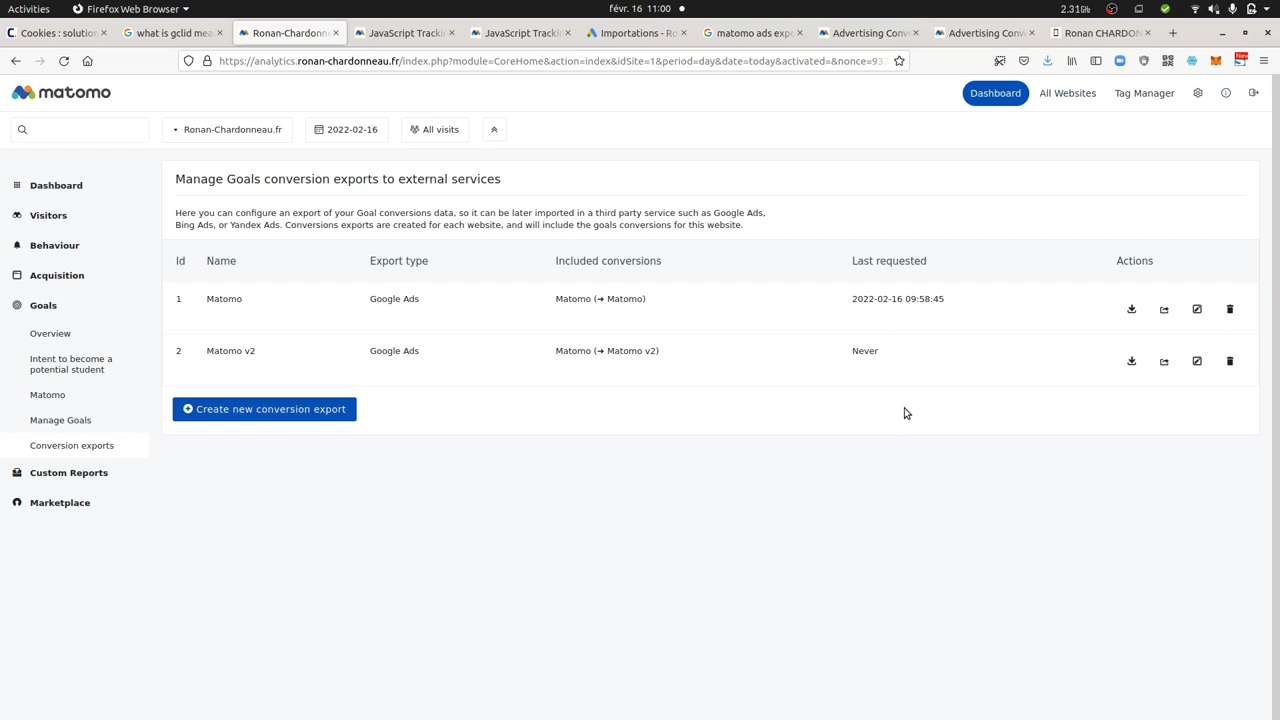 Activities
Firefox Web Browser
févr. 16 11:00
2.31GB
Cookies : solution
what is gclid mea
Ronan-Chardonne
JavaScript Trackin
JavaScript Trackin
Importations - Ro
matomo ads expo
Advertising Conv
Advertising Conv
Ronan CHARDON
https://analytics.ronan-chardonneau.fr/index.php?module=CoreHome&action=index&idSite=1&period=day&date=today&activated=&nonce=93
New
matomo
Dashboard
All Websites
Tag Manager
Ronan-Chardonneau.fr
2022-02-16
All visits
Dashboard
Visitors
Behaviour
Acquisition
Goals
Overview
Intent to become a
potential student
Matomo
Manage Goals
Conversion exports
Custom Reports
Marketplace
Manage Goals conversion exports to external services
Here you can configure an export of your Goal conversions data, so it can be later imported in a third party service such as Google Ads,
Bing Ads, or Yandex Ads. Conversions exports are created for each website, and will include the goals conversions for this website.
Id Name Export type Included conversions Last requested Actions
1 Matomo Google Ads Matomo (➔ Matomo) 2022-02-16 09:58:45
2 Matomo v2 Google Ads Matomo (➔ Matomo v2) Never
Create new conversion export